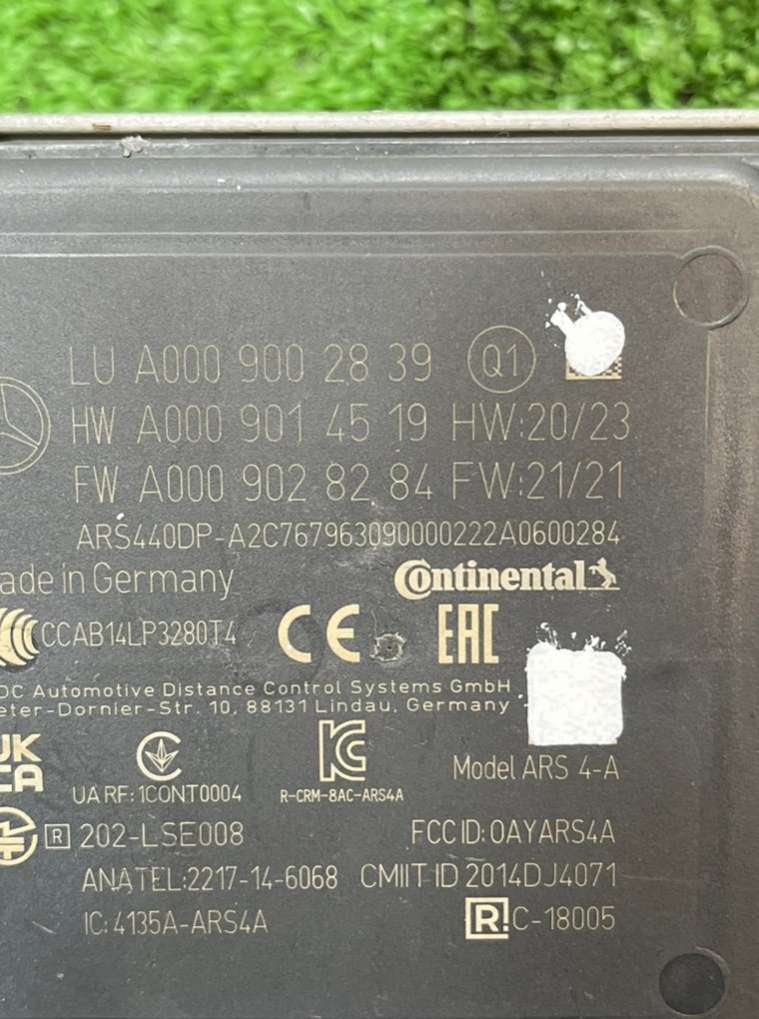 LU A000 900 28 39 Q1
HW A000 901 45 19 HW:20/23
FW A000 902 82 84 FW:21/21
ARS440DP-A2C767963090000222A0600284
ade in Germany Continental
CCAB14LP3280T4 CE EAC
DC Automotive Distance Control Systems GmbH
eter-Dornier-Str. 10, 88131 Lindau, Germany
UK
CA
UA RF: 1CONT0004 R-CRM-8AC-ARS4A Model ARS 4-A
R 202-LSE008 FCC ID: OAYARS4A
ANATEL:2217-14-6068 CMIIT ID 2014DJ4071
IC: 4135A-ARS4A R! C-18005